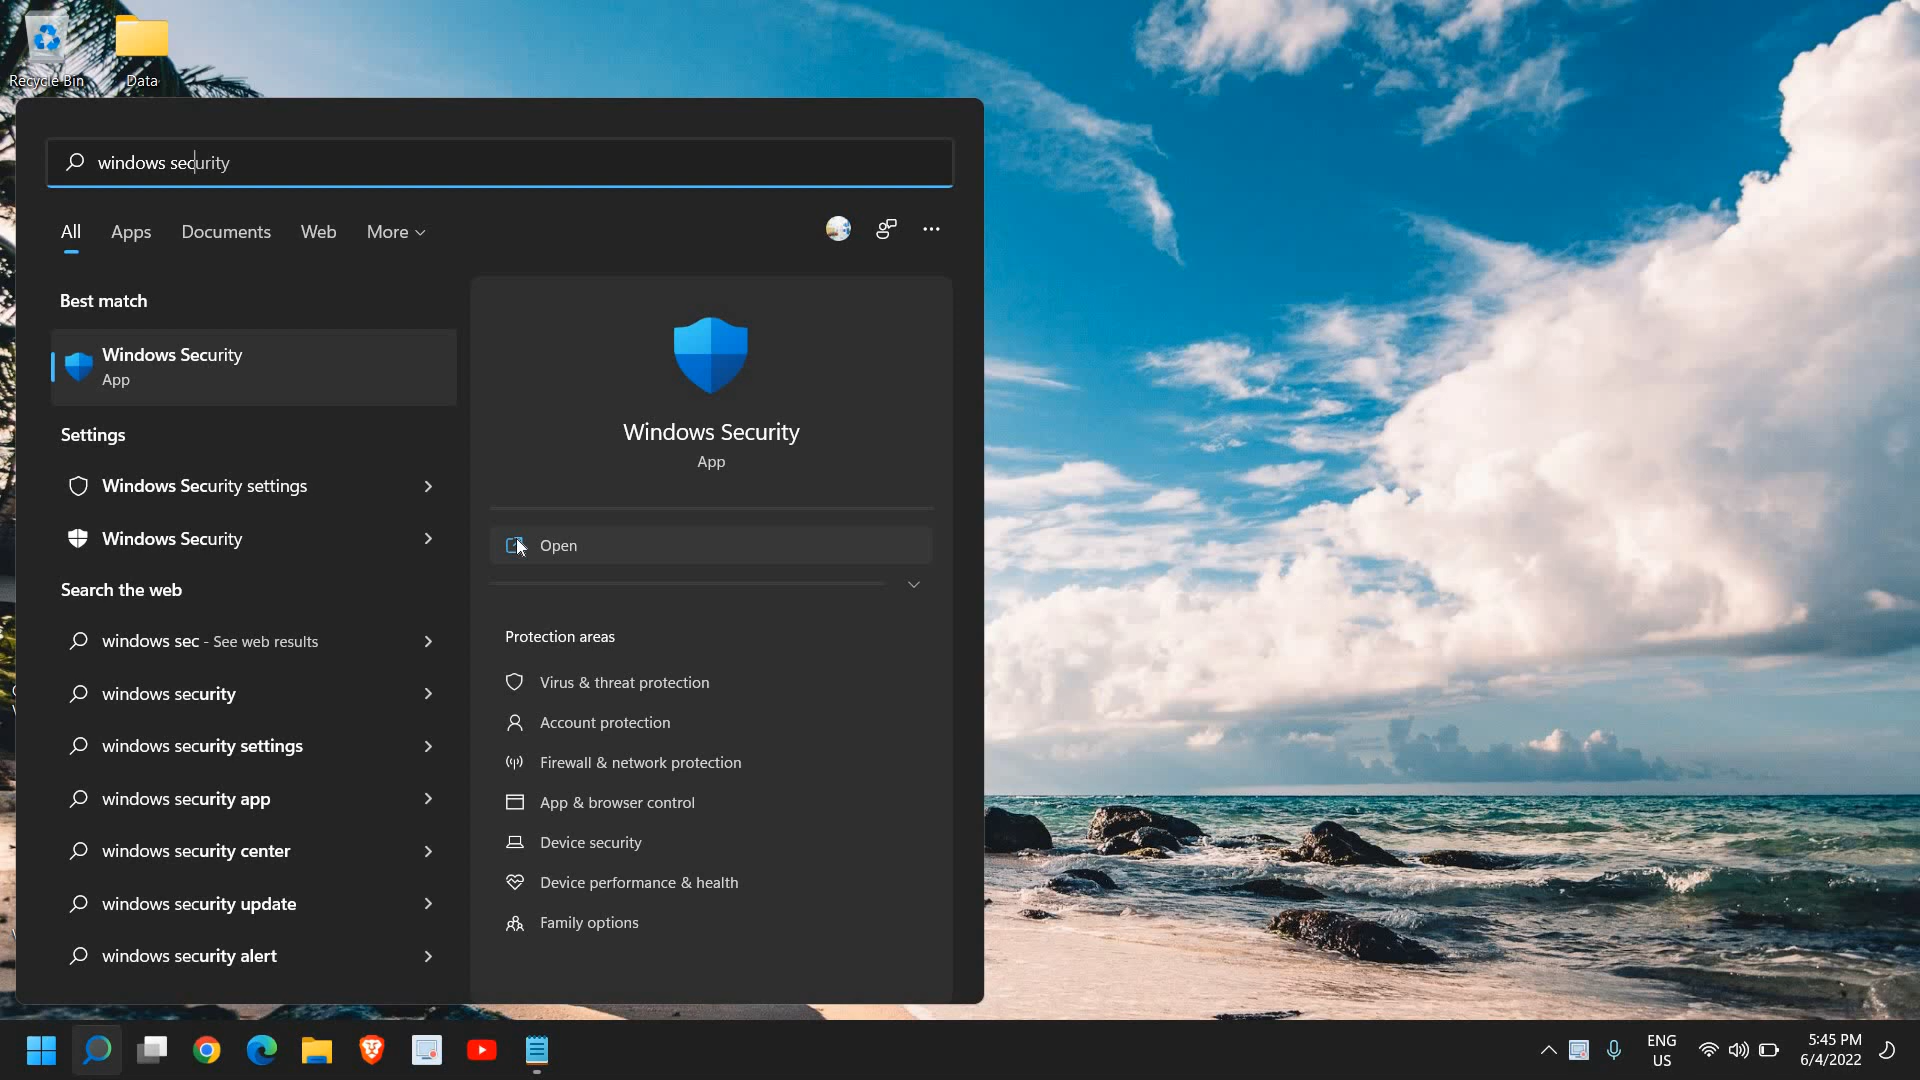 Recycle Bin
Data
windows security
All
Apps
Documents
Web
More
Best match
Windows Security
App
Settings
Windows Security settings
Windows Security
Search the web
windows sec - See web results
windows security
windows security settings
windows security app
windows security center
windows security update
windows security alert
Windows Security
App
Open
Protection areas
Virus & threat protection
Account protection
Firewall & network protection
App & browser control
Device security
Device performance & health
Family options
ENG
US
5:45 PM
6/4/2022